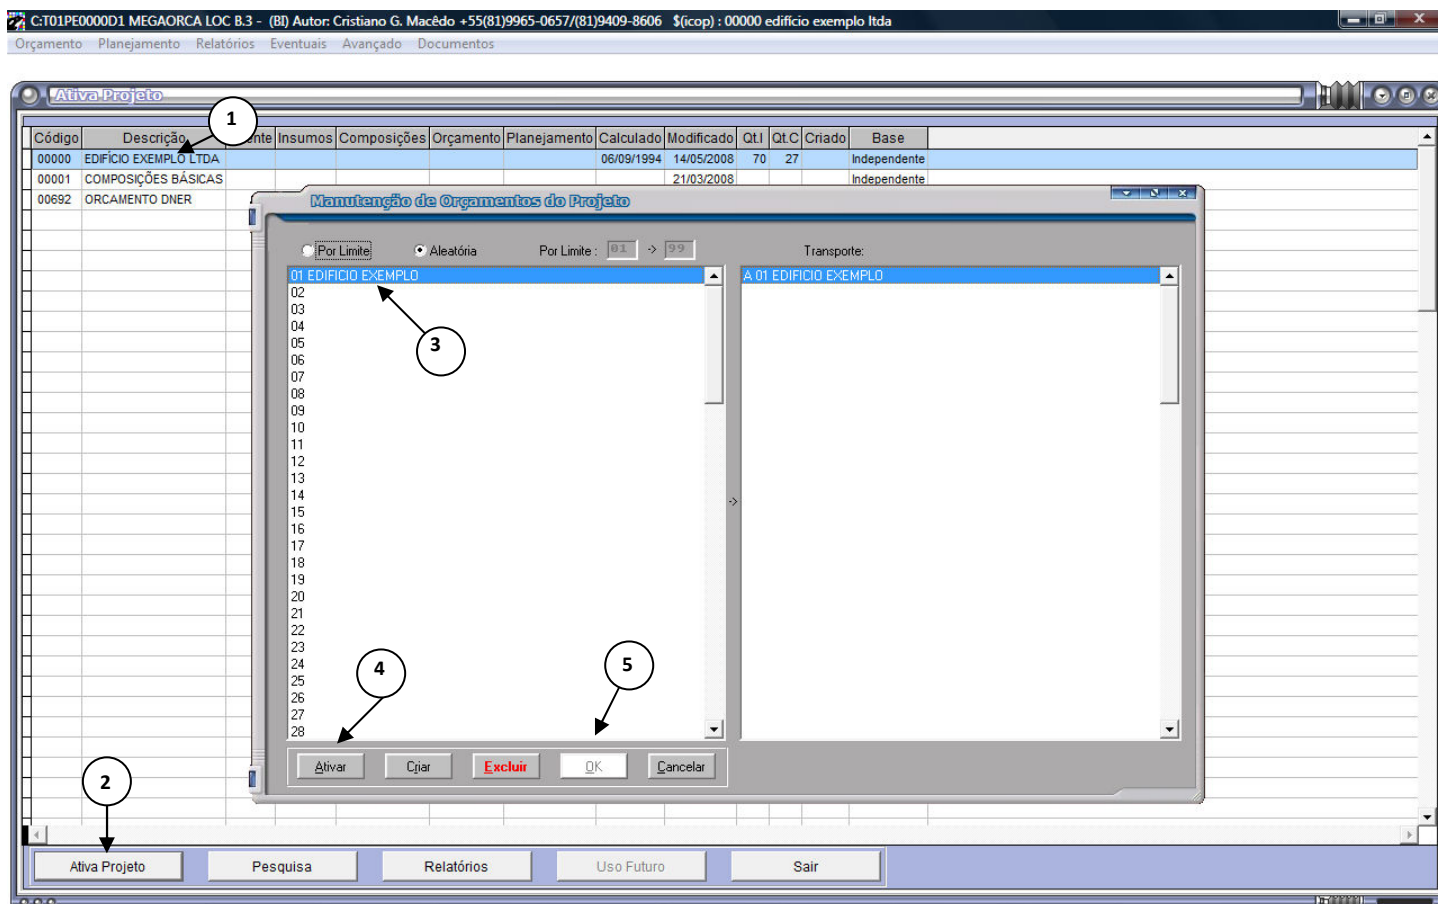 C:T01PE0000D1 MEGAORCA LOC B.3 - (BI) Autor: Cristiano G. Macêdo +55(81)9965-0657/(81)9409-8606 $(icop) : 00000 edifício exemplo ltda
Orçamento Planejamento Relatórios Eventuais Avançado Documentos
Ativa Projeto
1
Código Descrição ente Insumos Composições Orçamento Planejamento Calculado Modificado Qt.I Qt.C Criado Base
00000 EDIFÍCIO EXEMPLO LTDA 06/09/1994 14/05/2008 70 27 Independente
00001 COMPOSIÇÕES BÁSICAS 21/03/2008 Independente
00692 ORCAMENTO DNER
Manutenção de Orçamentos do Projeto
Por Limite Aleatória Por Limite : 01 -> 99 Transporte:
01 EDIFICIO EXEMPLO A 01 EDIFICIO EXEMPLO
02
03
04
05
3
06
07
08
09
10
11
12
13
14
->
15
16
17
18
19
20
21
22
23
24
4
5
25
26
27
28
Ativar Criar Excluir OK Cancelar
2
Ativa Projeto Pesquisa Relatórios Uso Futuro Sair